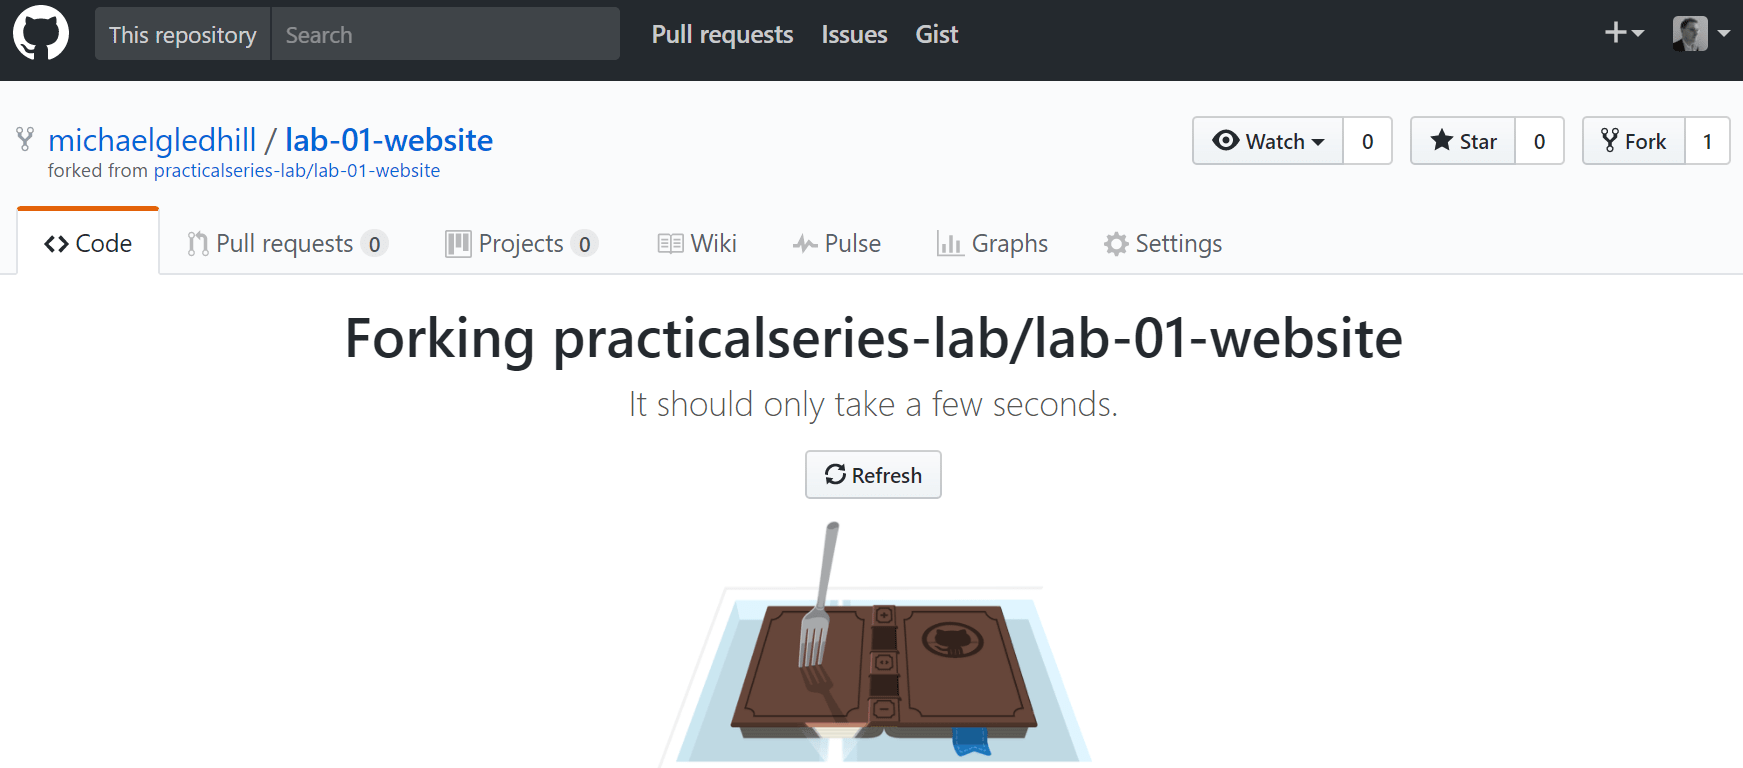 This repository Search Pull requests Issues Gist
michaelgledhill / lab-01-website Watch 0 Star 0 Fork 1
forked from practicalseries-lab/lab-01-website
Code Pull requests 0 Projects 0 Wiki Pulse Graphs Settings
Forking practicalseries-lab/lab-01-website
It should only take a few seconds.
Refresh